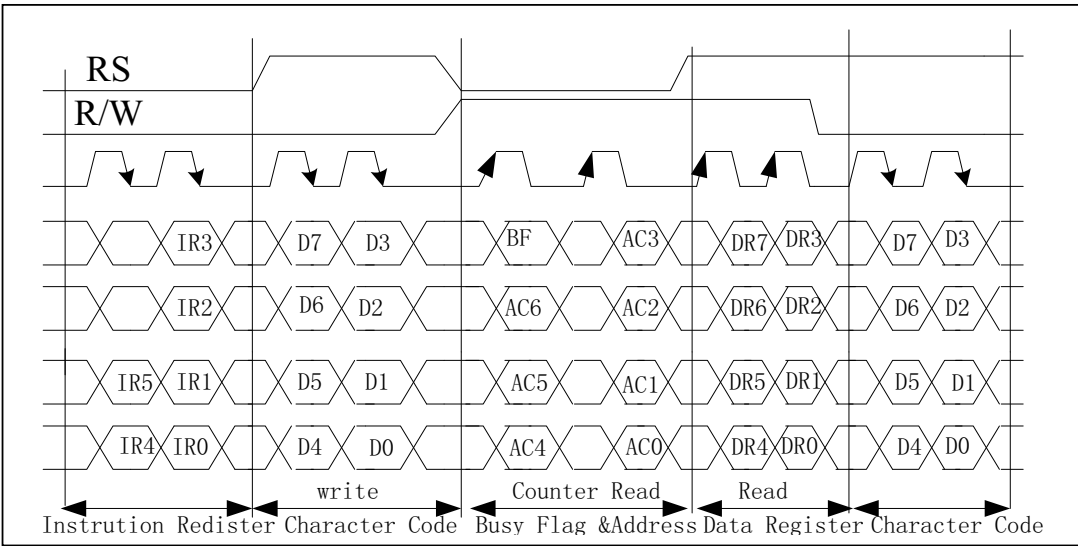 RS
R/W
IR3 D7 D3 BF AC3 DR7 DR3 D7 D3
IR2 D6 D2 AC6 AC2 DR6 DR2 D6 D2
IR5 IR1 D5 D1 AC5 AC1 DR5 DR1 D5 D1
IR4 IR0 D4 D0 AC4 AC0 DR4 DR0 D4 D0
write Counter Read Read
Instrution Redister Character Code Busy Flag &Address Data Register Character Code